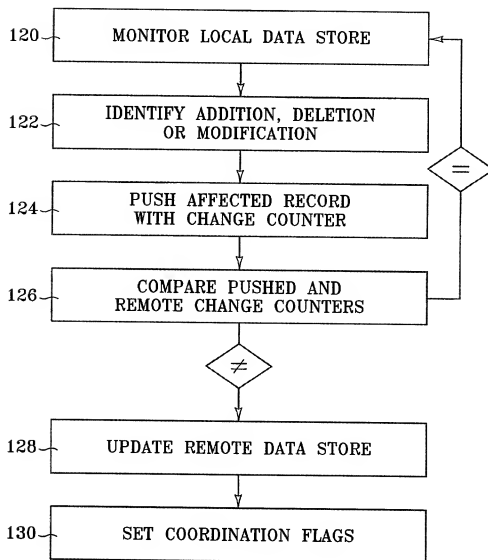 120 MONITOR LOCAL DATA STORE
122 IDENTIFY ADDITION, DELETION
OR MODIFICATION
=
124 PUSH AFFECTED RECORD
WITH CHANGE COUNTER
126 COMPARE PUSHED AND
REMOTE CHANGE COUNTERS
≠
128 UPDATE REMOTE DATA STORE
130 SET COORDINATION FLAGS